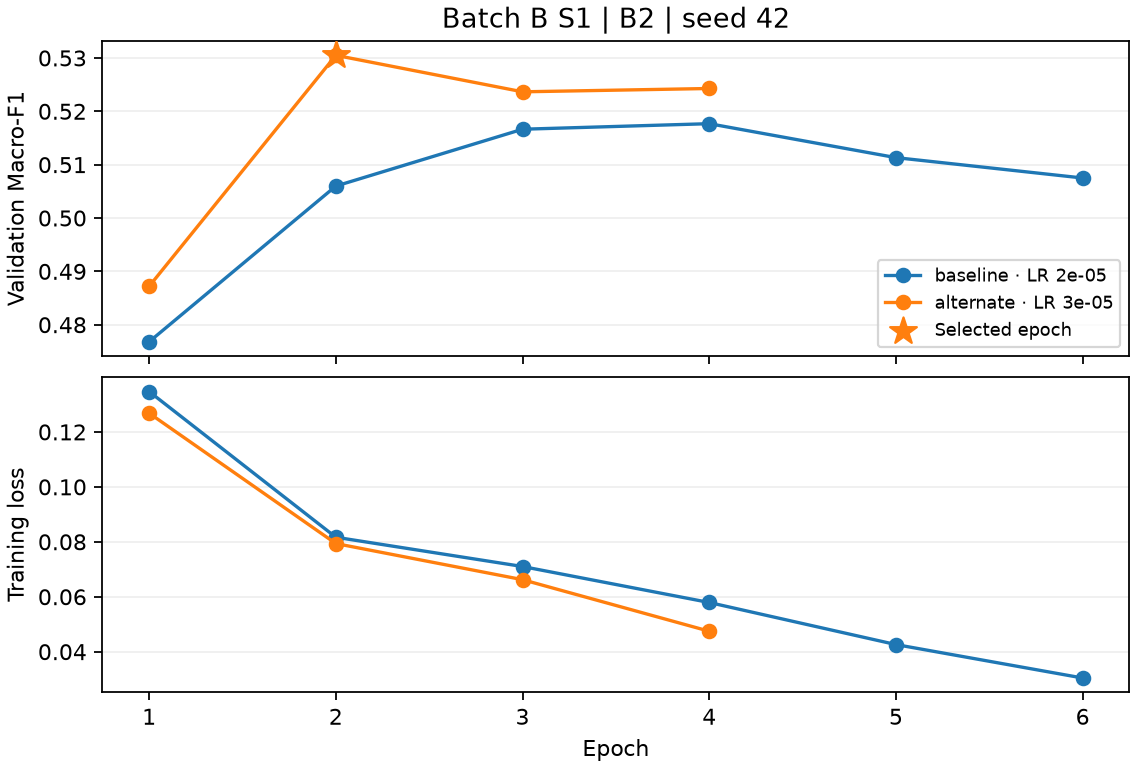 Batch B S1 | B2 | seed 42
Validation Macro-F1
0.53
0.52
0.51
0.50
0.49
0.48
baseline · LR 2e-05
alternate · LR 3e-05
Selected epoch
Training loss
0.12
0.10
0.08
0.06
0.04
1 2 3 4 5 6
Epoch